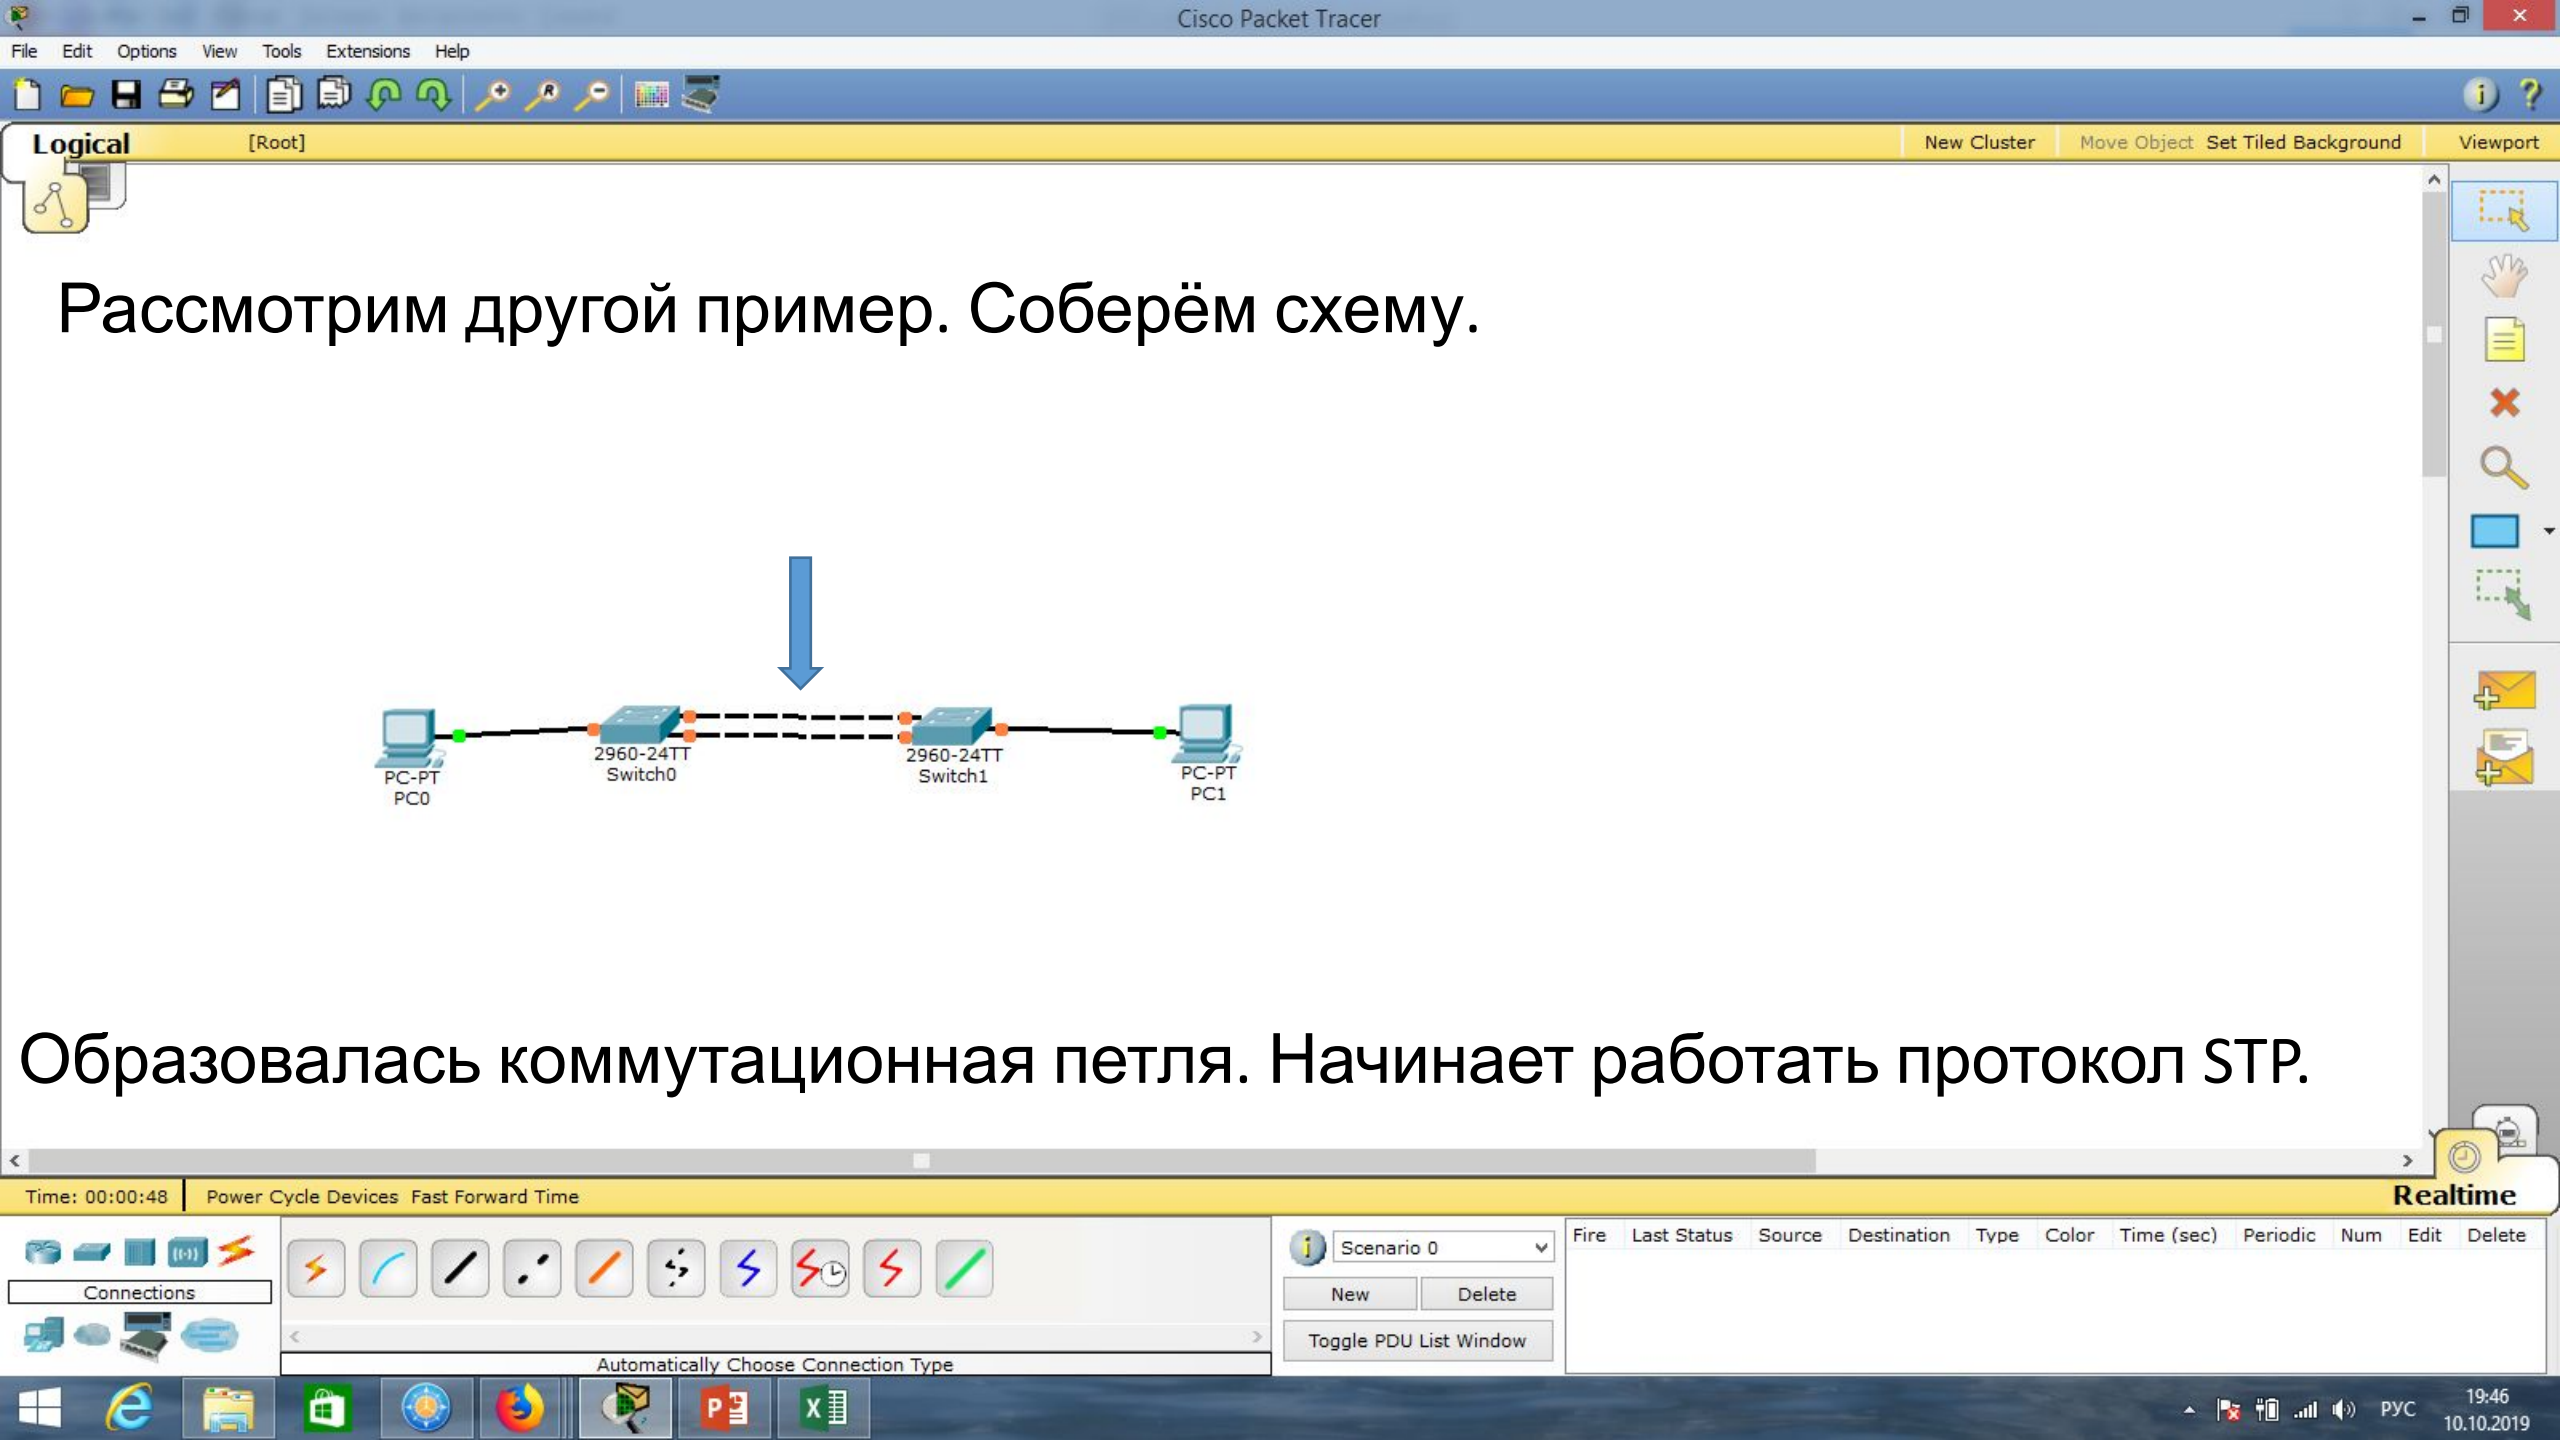 Cisco Packet Tracer
File Edit Options View Tools Extensions Help
Logical [Root] New Cluster Move Object Set Tiled Background Viewport
Рассмотрим другой пример. Соберём схему.
2960-24TT
Switch0
2960-24TT
Switch1
PC-PT
PC0
PC-PT
PC1
Образовалась коммутационная петля. Начинает работать протокол STP.
Time: 00:00:48 Power Cycle Devices Fast Forward Time Realtime
Fire Last Status Source Destination Type Color Time (sec) Periodic Num Edit Delete
Scenario 0
Connections
New Delete
Toggle PDU List Window
Automatically Choose Connection Type
РУС 19:46
10.10.2019